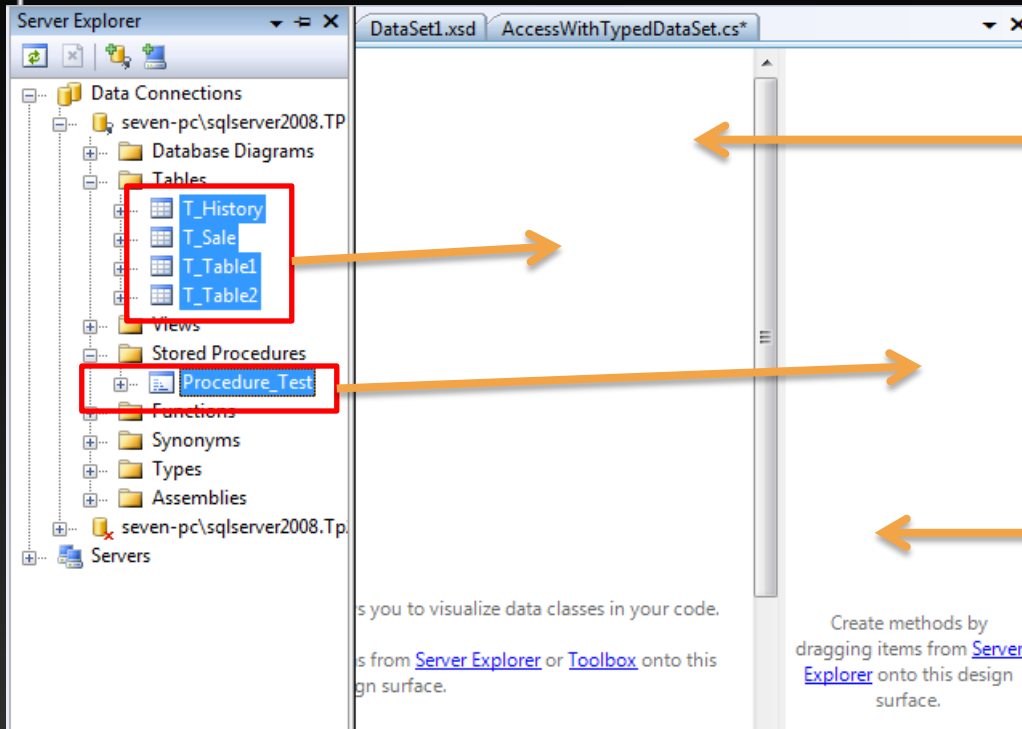 Server Explorer
DataSet1.xsd
AccessWithTypedDataSet.cs*
Data Connections
seven-pc\sqlserver2008.TP
Database Diagrams
Tables
T_History
T_Sale
T_Table1
T_Table2
Views
Stored Procedures
Procedure_Test
Functions
Synonyms
Types
Assemblies
seven-pc\sqlserver2008.Tp.
Servers
s you to visualize data classes in your code.
s from Server Explorer or Toolbox onto this
gn surface.
Create methods by
dragging items from Server
Explorer onto this design
surface.